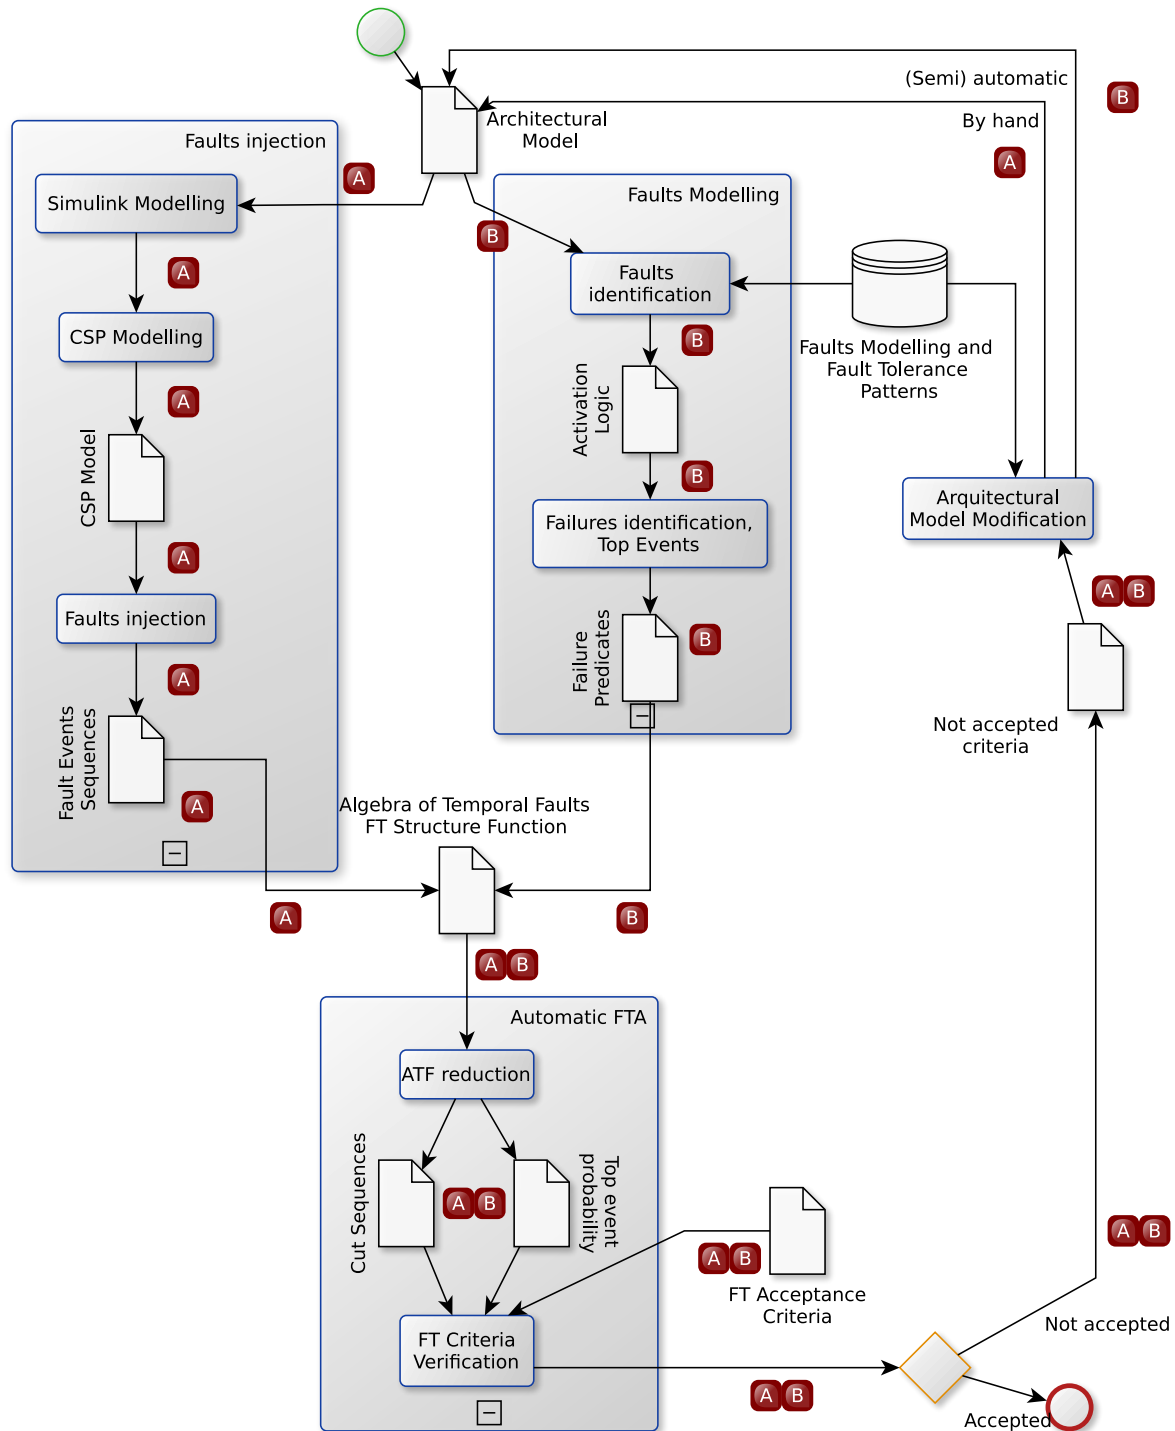 (Semi) automatic
B
Architectural
Model
By hand
A
Faults injection
A
Simulink Modelling
Faults Modelling
B
A
Faults
identification
CSP Modelling
B
Faults Modelling and
Fault Tolerance
Patterns
A
Activation
Logic
CSP Model
B
Arquitectural
Model Modification
Failures identification,
Top Events
A
Faults injection
A B
Failure
Predicates
B
A
Fault Events
Sequences
Not accepted
criteria
A
Algebra of Temporal Faults
FT Structure Function
A
B
A B
Automatic FTA
ATF reduction
Cut Sequences
A B
Top event
probability
A B
A B
FT Acceptance
Criteria
FT Criteria
Verification
Not accepted
A B
Accepted